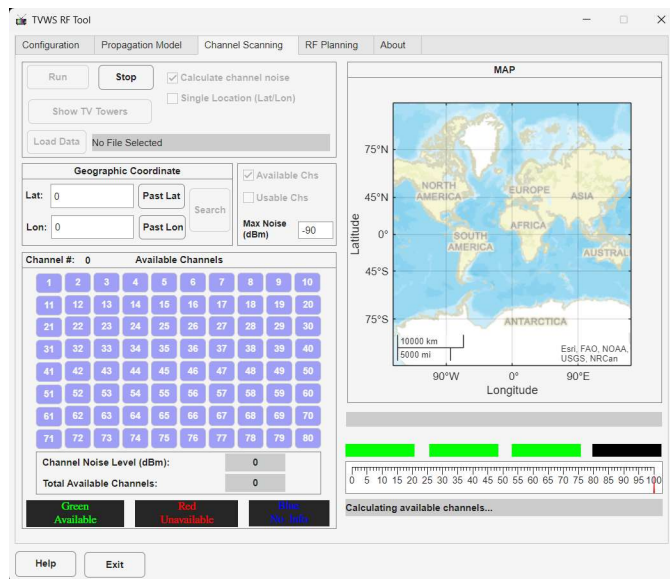 TVWS RF Tool
Configuration Propagation Model Channel Scanning RF Planning About
Run Stop Calculate channel noise
Single Location (Lat/Lon)
Show TV Towers
Load Data No File Selected
Geographic Coordinate
Lat: 0 Past Lat
Search
Lon: 0 Past Lon
Available Chs
Usable Chs
Max Noise
(dBm) -90
Channel #: 0 Available Channels
1 2 3 4 5 6 7 8 9 10
11 12 13 14 15 16 17 18 19 20
21 22 23 24 25 26 27 28 29 30
31 32 33 34 35 36 37 38 39 40
41 42 43 44 45 46 47 48 49 50
51 52 53 54 55 56 57 58 59 60
61 62 63 64 65 66 67 68 69 70
71 72 73 74 75 76 77 78 79 80
Channel Noise Level (dBm): 0
Total Available Channels: 0
Green Red Blue
Available Unavailable No Info
MAP
75°N
45°N
0°
45°S
75°S
Latitude
NORTH
AMERICA
EUROPE
ASIA
AFRICA
SOUTH
AMERICA
AUSTRAL
ANTARCTICA
10000 km
5000 mi
Esri, FAO, NOAA,
USGS, NRCan
90°W 0° 90°E
Longitude
0 5 10 15 20 25 30 35 40 45 50 55 60 65 70 75 80 85 90 95 100
Calculating available channels...
Help Exit